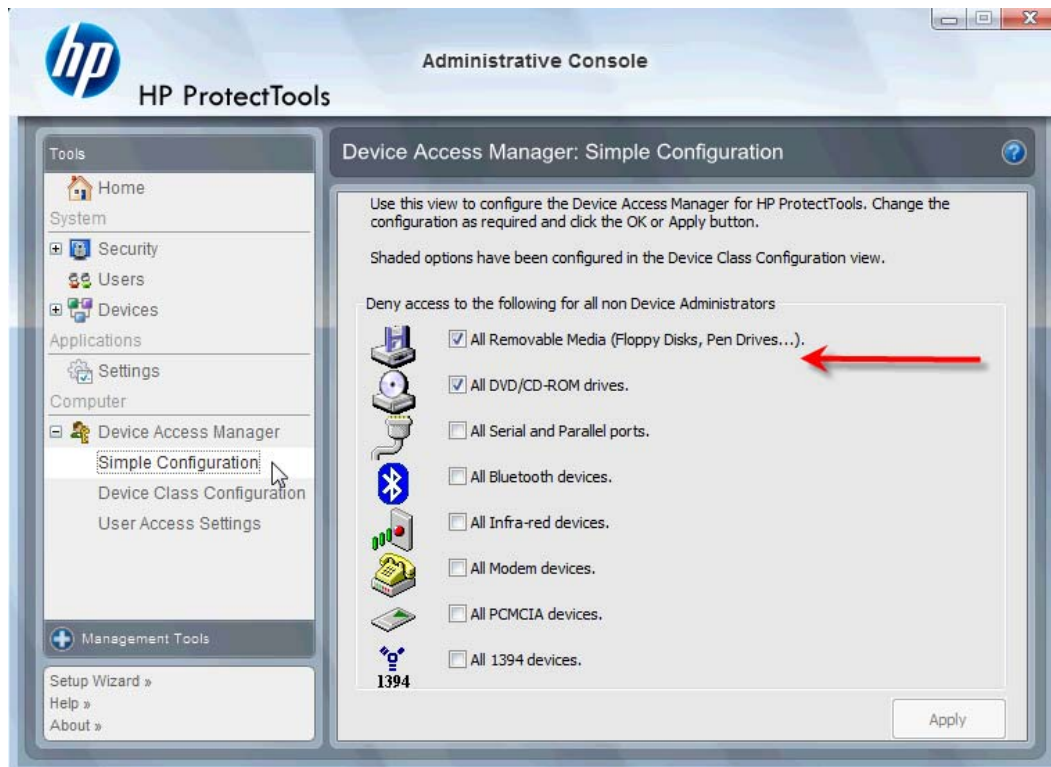 hp
Administrative Console
HP ProtectTools
Tools
Home
System
Security
Users
Devices
Applications
Settings
Computer
Device Access Manager
Simple Configuration
Device Class Configuration
User Access Settings
Management Tools
Setup Wizard »
Help »
About »
Device Access Manager: Simple Configuration
?
Use this view to configure the Device Access Manager for HP ProtectTools. Change the
configuration as required and click the OK or Apply button.
Shaded options have been configured in the Device Class Configuration view.
Deny access to the following for all non Device Administrators
All Removable Media (Floppy Disks, Pen Drives...).
All DVD/CD-ROM drives.
All Serial and Parallel ports.
All Bluetooth devices.
All Infra-red devices.
All Modem devices.
All PCMCIA devices.
All 1394 devices.
1394
Apply